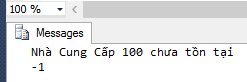 100 %
Messages
Nhà Cung Cấp 100 chưa tồn tại
-1